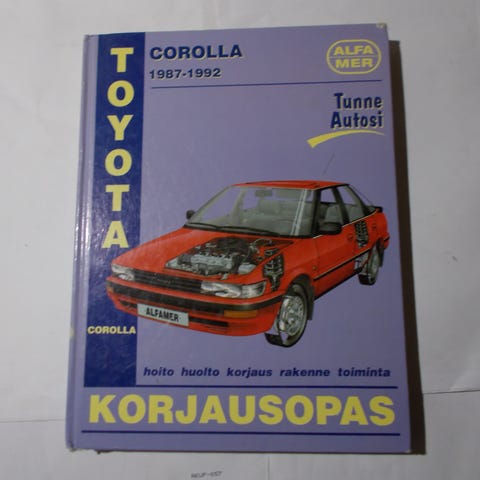 TOYOTA
COROLLA
1987-1992
ALFA
MER
Tunne
Autosi
ALFAMER
COROLLA
hoito huolto korjaus rakenne toiminta
KORJAUSOPAS